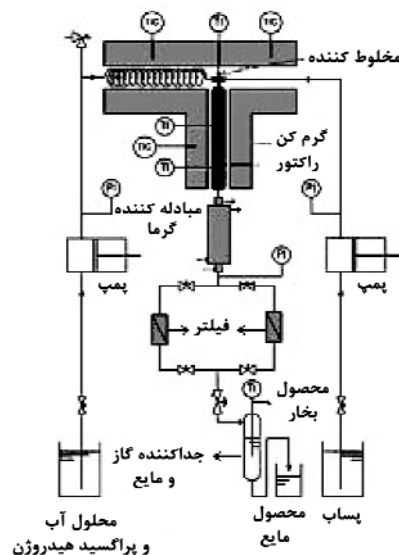 TIC
TI
TIC
مخلوط کننده
TI
گرم کن
راکتور
TIC
TI
PI
PI
مبادله کننده
گرما
پمپ
پمپ
PI
فیلتر
TI
محصول
بخار
جداکننده گاز
و مایع
محلول آب
و پراگسید هیدروژن
محصول
مایع
پساب